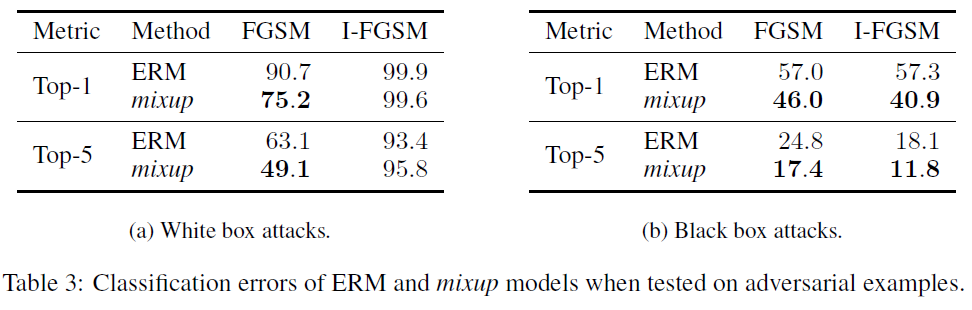 Metric Method FGSM I-FGSM
Top-1 ERM 90.7 99.9
mixup 75.2 99.6
Top-5 ERM 63.1 93.4
mixup 49.1 95.8
(a) White box attacks.
Metric Method FGSM I-FGSM
Top-1 ERM 57.0 57.3
mixup 46.0 40.9
Top-5 ERM 24.8 18.1
mixup 17.4 11.8
(b) Black box attacks.
Table 3: Classification errors of ERM and mixup models when tested on adversarial examples.